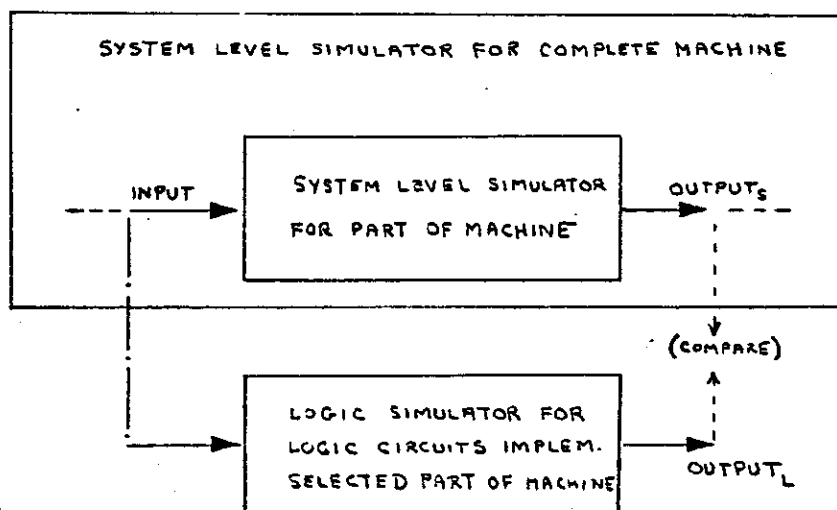 SYSTEM LEVEL SIMULATOR FOR COMPLETE MACHINE
INPUT
SYSTEM LEVEL SIMULATOR
FOR PART OF MACHINE
OUTPUTS
(COMPARE)
LOGIC SIMULATOR FOR
LOGIC CIRCUITS IMPLEM.
SELECTED PART OF MACHINE
OUTPUTL